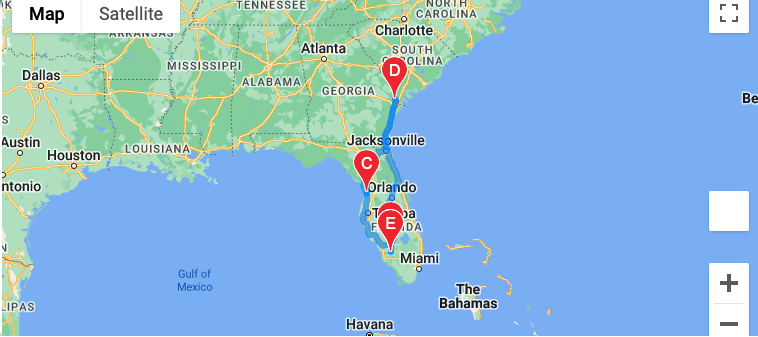 Map
Satellite
TENNESSEE
NORTH
CAROLINA
ARKANSAS
Charlotte
Atlanta
SOUTH
CAROLINA
MISSISSIPPI
Dallas
ALABAMA
D
GEORGIA
Be
S
Austin
Jacksonville
LOUISIANA
Houston
C
ntonio
Orlando
Tampa
E
FLORIDA
N
Miami
Gulf of
Mexico
The
Bahamas
LIPAS
Havana